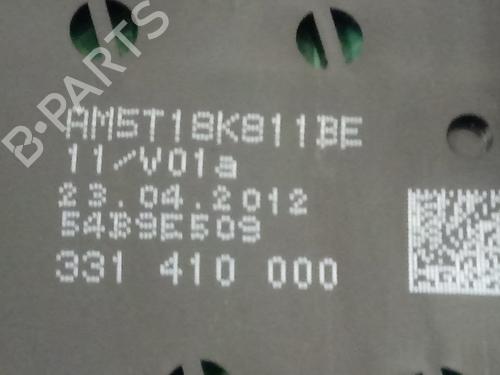 B-PARTS
AM5T18K811BE
11/V01a
23.04.2012
54B9E509
331 410 000